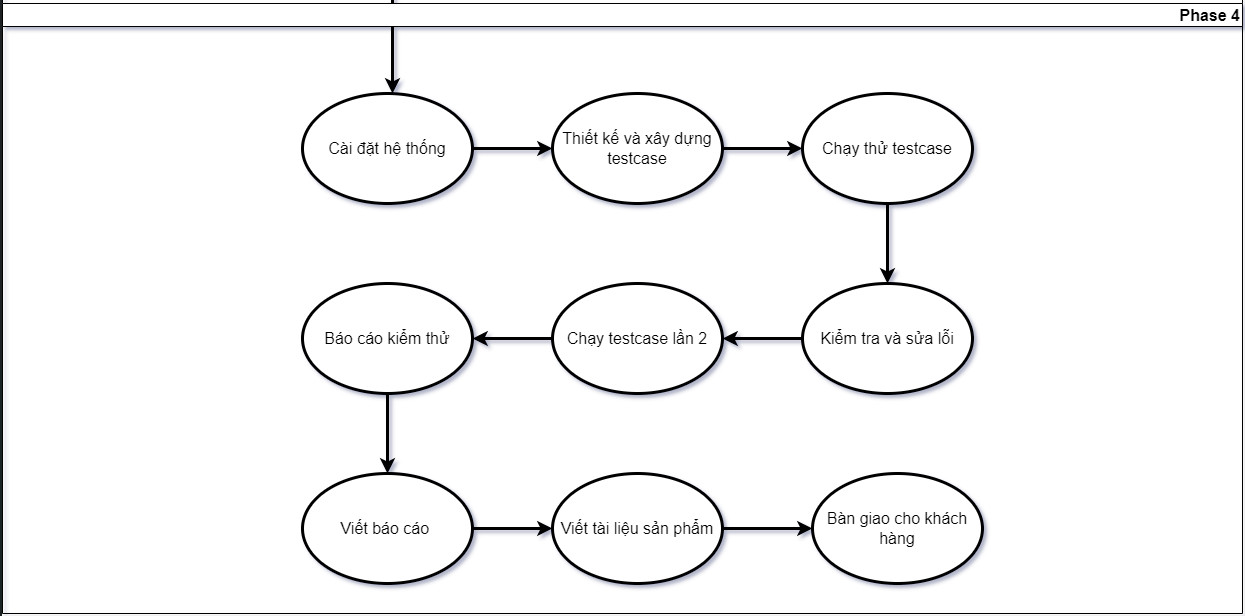 Phase 4
Cài đặt hệ thống
Thiết kế và xây dựng
testcase
Chạy thử testcase
Báo cáo kiểm thử
Chạy testcase lần 2
Kiểm tra và sửa lỗi
Viết báo cáo
Viết tài liệu sản phẩm
Bàn giao cho khách
hàng